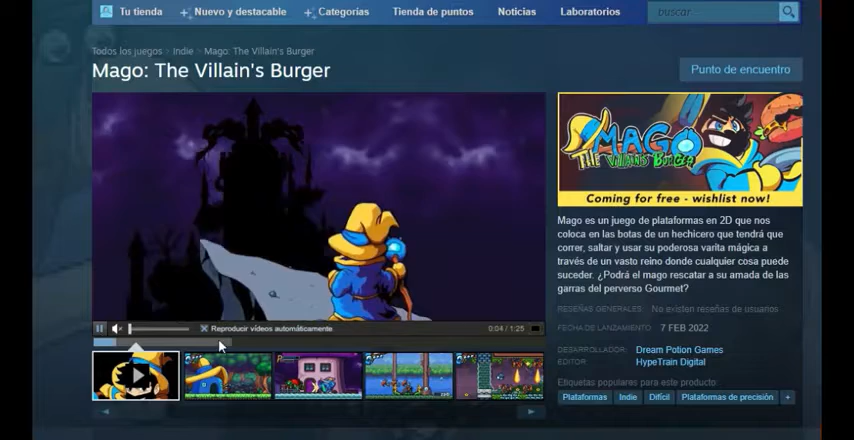 Tu tienda
Nuevo y destacable
Categorías
Tienda de puntos
Noticias
Laboratorios
buscar
Todos los juegos > Indie > Mago: The Villain's Burger
Mago: The Villain's Burger
Punto de encuentro
MAGO
THE VILLAIN'S BURGER
Coming for free - wishlist now!
Mago es un juego de plataformas en 2D que nos
coloca en las botas de un hechicero que tendrá que
correr, saltar y usar su poderosa varita mágica a
través de un vasto reino donde cualquier cosa puede
suceder. ¿Podrá el mago rescatar a su amada de las
garras del perverso Gourmet?
RESEÑAS GENERALES: No existen reseñas de usuarios
FECHA DE LANZAMIENTO: 7 FEB 2022
DESARROLLADOR: Dream Potion Games
EDITOR: HypeTrain Digital
Etiquetas populares para este producto:
Plataformas
Indie
Difícil
Plataformas de precisión
+
Reproducir vídeos automáticamente
0:04 / 1:25